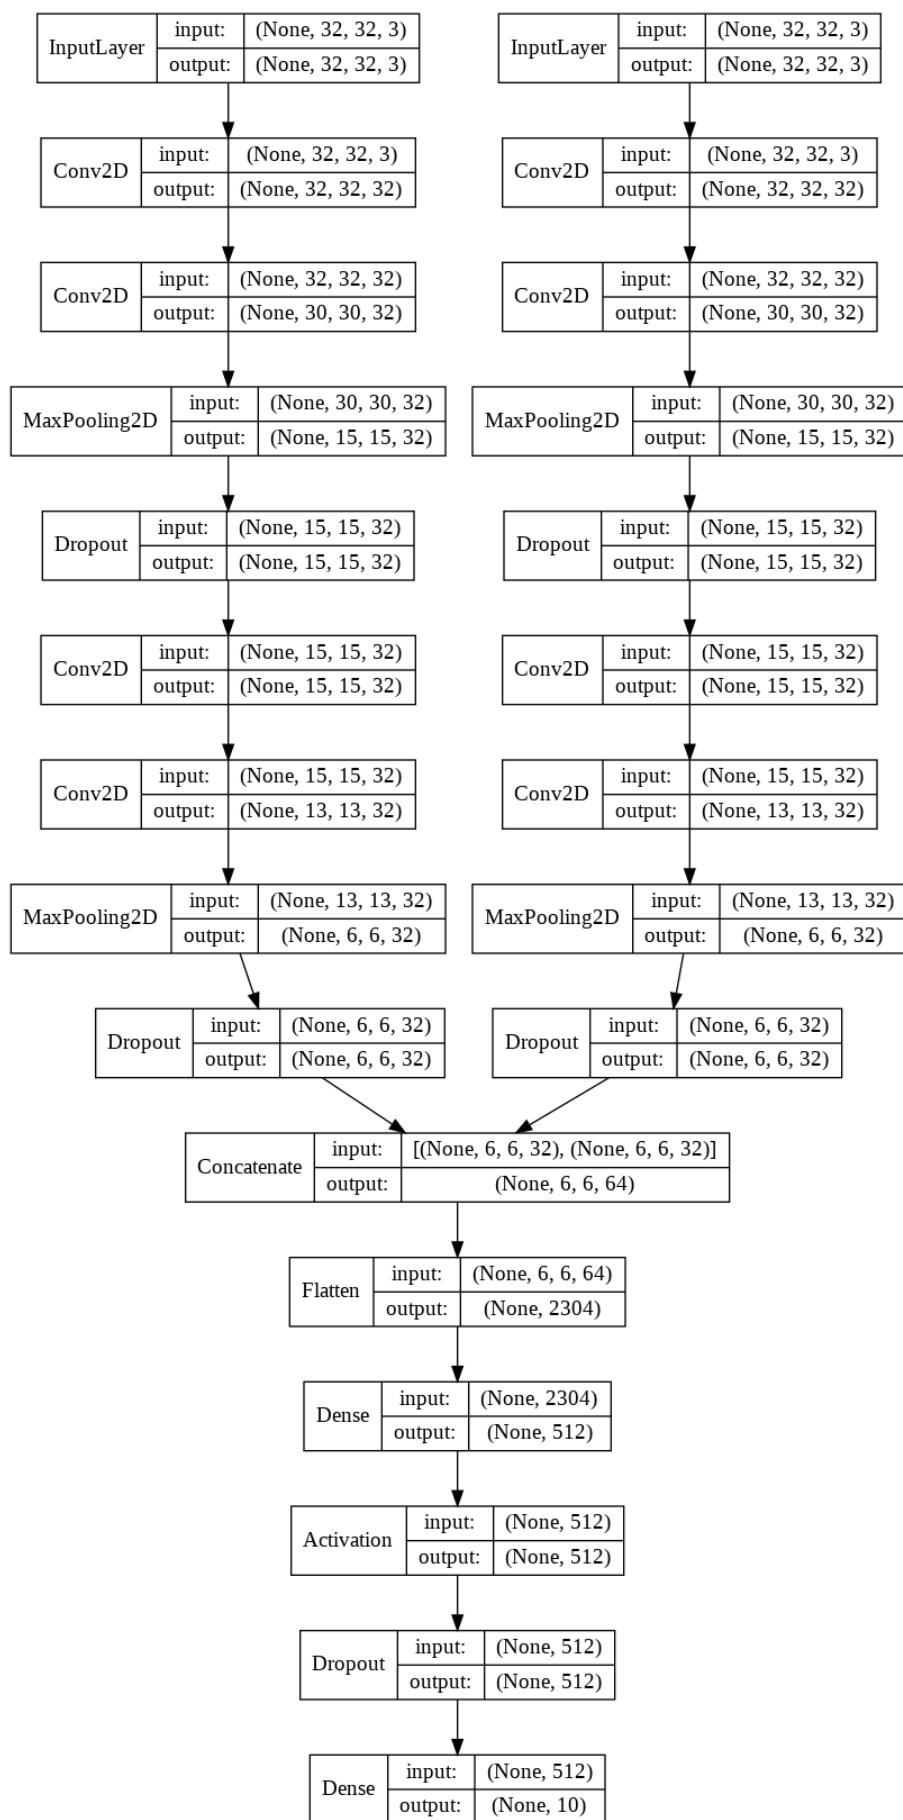 InputLayer input: (None, 32, 32, 3) InputLayer input: (None, 32, 32, 3)
output: (None, 32, 32, 3) output: (None, 32, 32, 3)
Conv2D input: (None, 32, 32, 3) Conv2D input: (None, 32, 32, 3)
output: (None, 32, 32, 32) output: (None, 32, 32, 32)
Conv2D input: (None, 32, 32, 32) Conv2D input: (None, 32, 32, 32)
output: (None, 30, 30, 32) output: (None, 30, 30, 32)
MaxPooling2D input: (None, 30, 30, 32) MaxPooling2D input: (None, 30, 30, 32)
output: (None, 15, 15, 32) output: (None, 15, 15, 32)
Dropout input: (None, 15, 15, 32) Dropout input: (None, 15, 15, 32)
output: (None, 15, 15, 32) output: (None, 15, 15, 32)
Conv2D input: (None, 15, 15, 32) Conv2D input: (None, 15, 15, 32)
output: (None, 15, 15, 32) output: (None, 15, 15, 32)
Conv2D input: (None, 15, 15, 32) Conv2D input: (None, 15, 15, 32)
output: (None, 13, 13, 32) output: (None, 13, 13, 32)
MaxPooling2D input: (None, 13, 13, 32) MaxPooling2D input: (None, 13, 13, 32)
output: (None, 6, 6, 32) output: (None, 6, 6, 32)
Dropout input: (None, 6, 6, 32) Dropout input: (None, 6, 6, 32)
output: (None, 6, 6, 32) output: (None, 6, 6, 32)
Concatenate input: [(None, 6, 6, 32), (None, 6, 6, 32)]
output: (None, 6, 6, 64)
Flatten input: (None, 6, 6, 64)
output: (None, 2304)
Dense input: (None, 2304)
output: (None, 512)
Activation input: (None, 512)
output: (None, 512)
Dropout input: (None, 512)
output: (None, 512)
Dense input: (None, 512)
output: (None, 10)